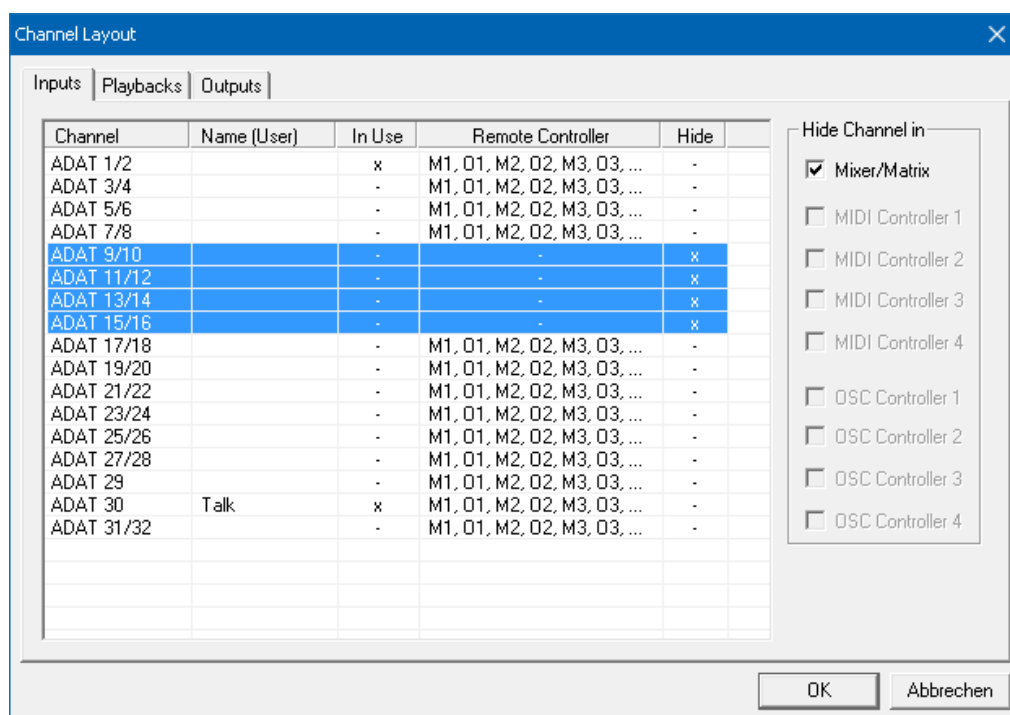 Channel Layout
Inputs Playbacks Outputs
Channel Name (User) In Use Remote Controller Hide
ADAT 1/2 x M1, O1, M2, O2, M3, O3, ... -
ADAT 3/4 - M1, O1, M2, O2, M3, O3, ... -
ADAT 5/6 - M1, O1, M2, O2, M3, O3, ... -
ADAT 7/8 - M1, O1, M2, O2, M3, O3, ... -
ADAT 9/10 - - x
ADAT 11/12 - - x
ADAT 13/14 - - x
ADAT 15/16 - - x
ADAT 17/18 - M1, O1, M2, O2, M3, O3, ... -
ADAT 19/20 - M1, O1, M2, O2, M3, O3, ... -
ADAT 21/22 - M1, O1, M2, O2, M3, O3, ... -
ADAT 23/24 - M1, O1, M2, O2, M3, O3, ... -
ADAT 25/26 - M1, O1, M2, O2, M3, O3, ... -
ADAT 27/28 - M1, O1, M2, O2, M3, O3, ... -
ADAT 29 - M1, O1, M2, O2, M3, O3, ... -
ADAT 30 Talk x M1, O1, M2, O2, M3, O3, ... -
ADAT 31/32 - M1, O1, M2, O2, M3, O3, ... -
Hide Channel in
Mixer/Matrix
MIDI Controller 1
MIDI Controller 2
MIDI Controller 3
MIDI Controller 4
OSC Controller 1
OSC Controller 2
OSC Controller 3
OSC Controller 4
OK Abbrechen